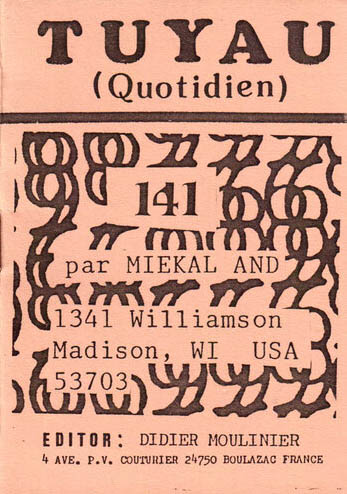 TUYAU
(Quotidien)
141
par MIEKAL AND
1341 Williamson
Madison, WI USA
53703
EDITOR: DIDIER MOULINIER
4 AVE. P.V. COUTURIER 24750 BOULAZAC FRANCE